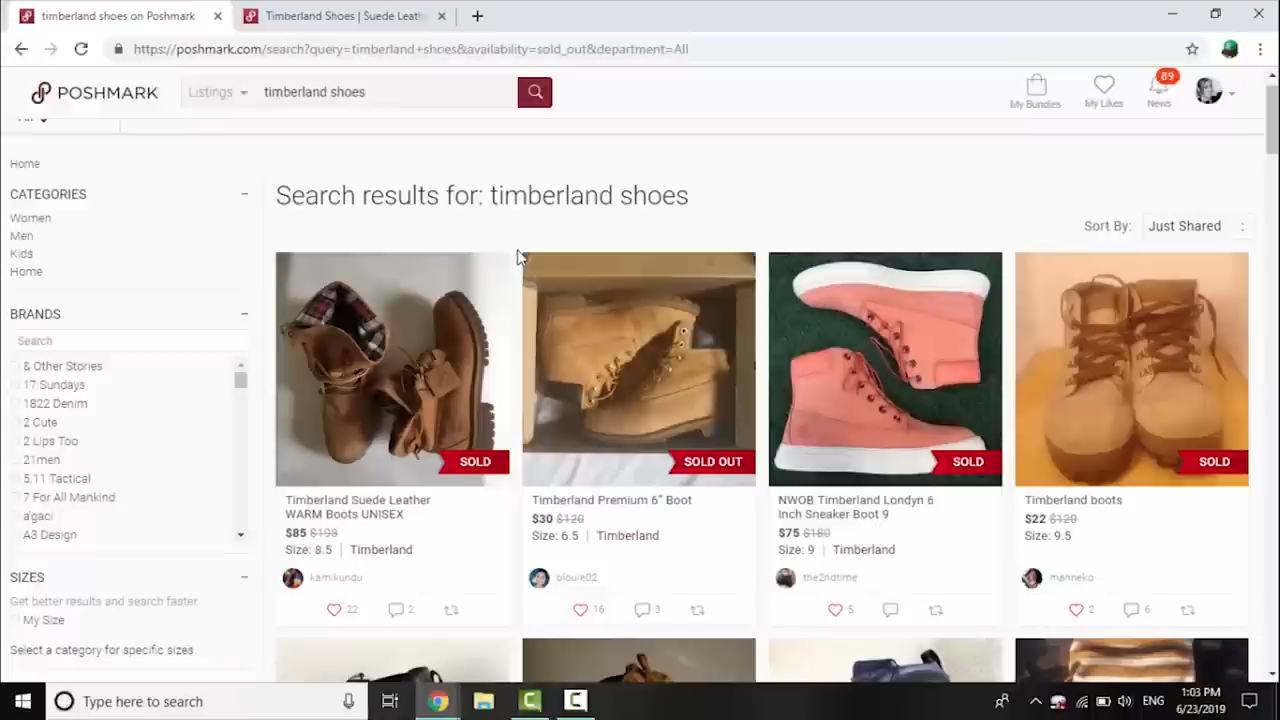 timberland shoes on Poshmark
Timberland Shoes | Suede Leath
https://poshmark.com/search?query=timberland+shoes&availability=sold_out&department=All
POSHMARK
Listings
timberland shoes
My Bundles
My Likes
89
News
All
Home
CATEGORIES
Women
Men
Kids
Home
BRANDS
Search
& Other Stories
17 Sundays
1822 Denim
2 Cute
2 Lips Too
21men
5.11 Tactical
7 For All Mankind
a'gaci
A3 Design
SIZES
Get better results and search faster.
My Size
Select a category for specific sizes.
Search results for: timberland shoes
Sort By: Just Shared
SOLD
Timberland Suede Leather
WARM Boots UNISEX
$85 $198
Size: 8.5 | Timberland
kamikundu
22 2
SOLD OUT
Timberland Premium 6" Boot
$30 $120
Size: 6.5 | Timberland
16 3
SOLD
NWOB Timberland Londyn 6
Inch Sneaker Boot 9
$75 $180
Size: 9 | Timberland
the2ndtime
5
SOLD
Timberland boots
$22 $120
Size: 9.5
manneko
2 6
Type here to search
ENG
1:03 PM
6/23/2019